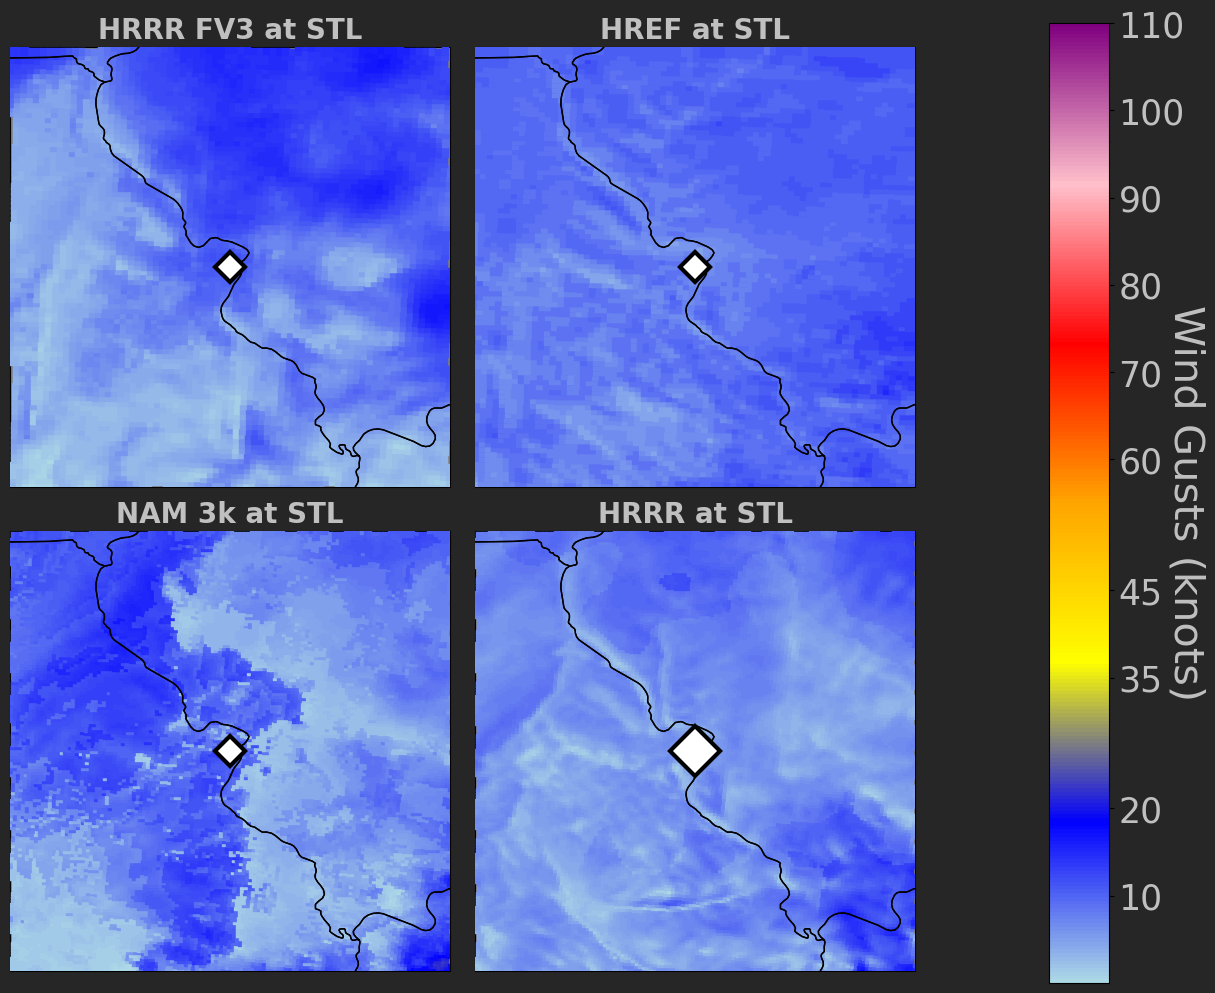 HRRR FV3 at STL
HREF at STL
NAM 3k at STL
HRRR at STL
110
100
90
80
70
60
45
35
20
10
Wind Gusts (knots)